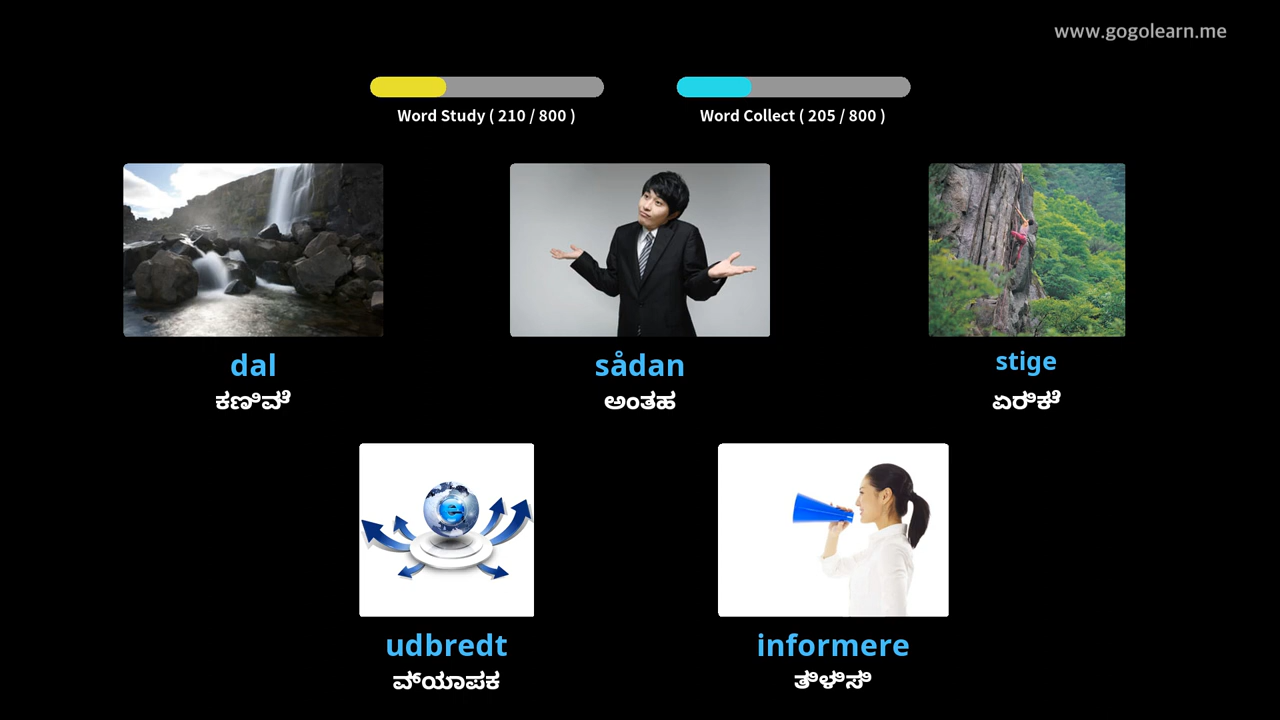 www.gogolearn.me
Word Study ( 210 / 800 )
Word Collect ( 205 / 800 )
dal
ಕಣಿವೆ
sådan
ಅಂತಹ
stige
ಏರಿಕೆ
udbredt
ವ್ಯಾಪಕ
informere
ತಿಳಿಸಿ